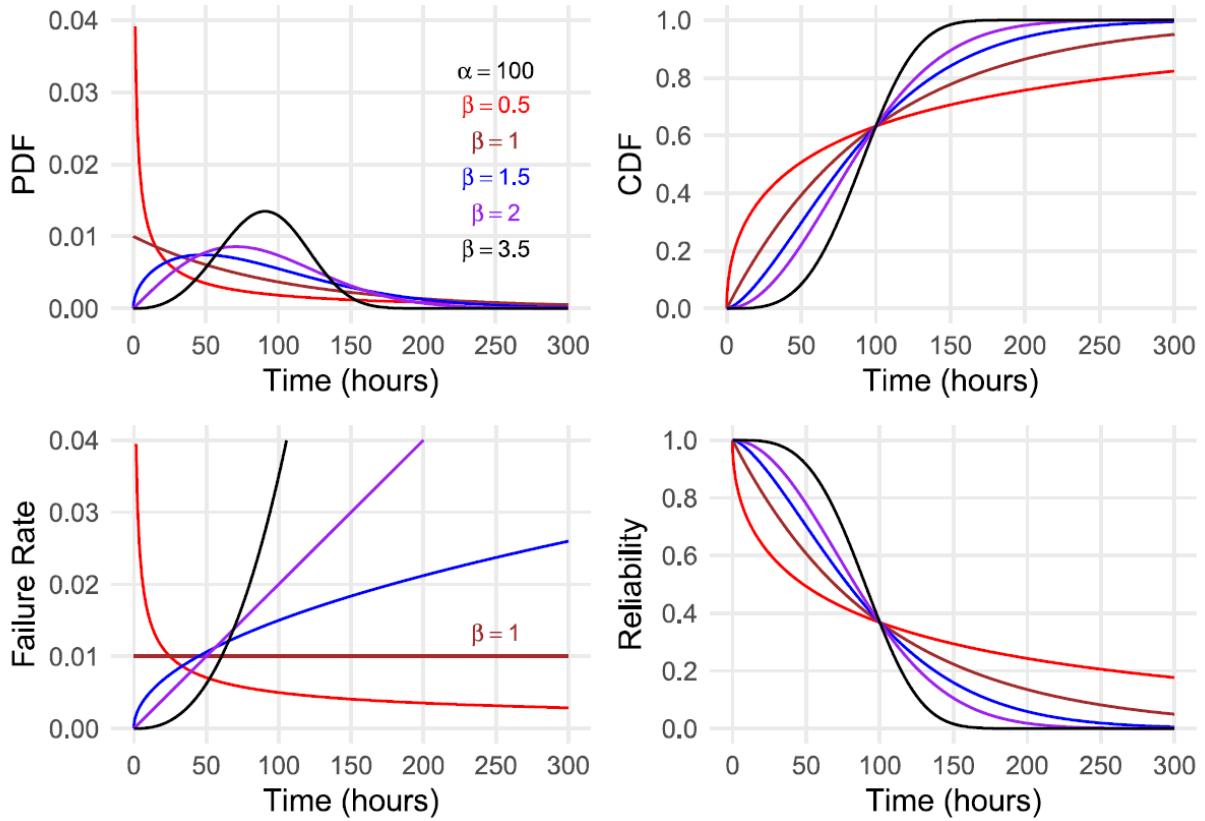 PDF
0.04
0.03
0.02
0.01
0.00
α = 100
β = 0.5
β = 1
β = 1.5
β = 2
β = 3.5
0 50 100 150 200 250 300
Time (hours)
CDF
1.0
0.8
0.6
0.4
0.2
0.0
0 50 100 150 200 250 300
Time (hours)
Failure Rate
0.04
0.03
0.02
0.01
0.00
β = 1
0 50 100 150 200 250 300
Time (hours)
Reliability
1.0
0.8
0.6
0.4
0.2
0.0
0 50 100 150 200 250 300
Time (hours)